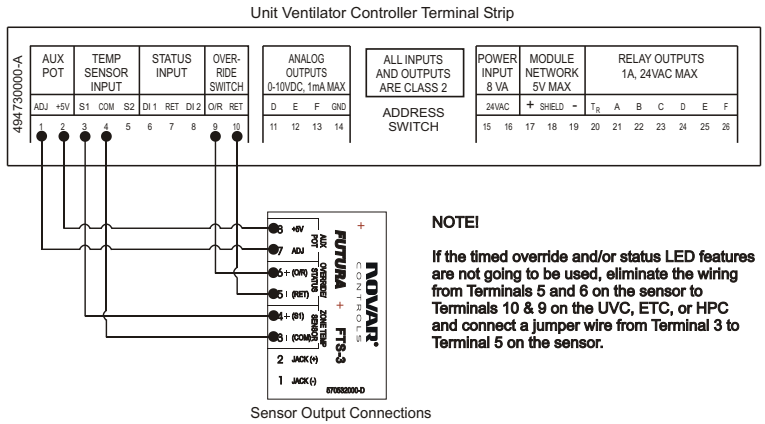 Unit Ventilator Controller Terminal Strip
494730000-A
AUX POT
TEMP SENSOR INPUT
STATUS INPUT
OVER-RIDE SWITCH
ANALOG OUTPUTS
0-10VDC, 1mA MAX
ALL INPUTS AND OUTPUTS ARE CLASS 2
ADDRESS SWITCH
POWER INPUT 8 VA
MODULE NETWORK 5V MAX
RELAY OUTPUTS
1A, 24VAC MAX
ADJ +5V S1 COM S2 DI 1 RET DI 2 O/R RET D E F GND 24VAC + SHIELD - TR A B C D E F
1 2 3 4 5 6 7 8 9 10 11 12 13 14 15 16 17 18 19 20 21 22 23 24 25 26
8 +5V
7 ADJ
AUX POT
6 + (O/R)
5 I (RET)
OVERRIDE/ STATUS
4 + (S1)
3 I (COM)
ZONE TEMP SENSOR
2 JACK (+)
1 JACK (-)
FUTURA + FTS-3
+
NOVAR®
CONTROLS
570532000-D
Sensor Output Connections
NOTE!
If the timed override and/or status LED features
are not going to be used, eliminate the wiring
from Terminals 5 and 6 on the sensor to
Terminals 10 & 9 on the UVC, ETC, or HPC
and connect a jumper wire from Terminal 3 to
Terminal 5 on the sensor.